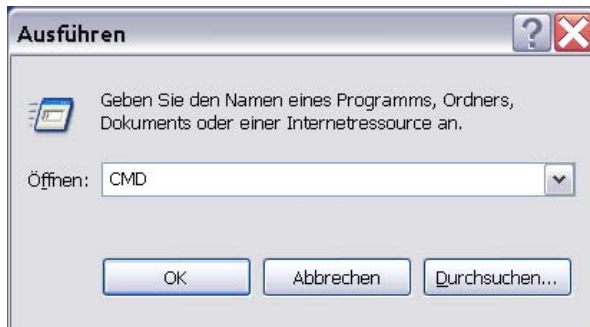 Ausführen
Geben Sie den Namen eines Programms, Ordners,
Dokuments oder einer Internetressource an.
Öffnen: CMD
OK Abbrechen Durchsuchen...